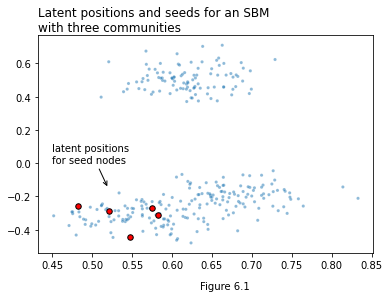 Latent positions and seeds for an SBM
with three communities
0.6
0.4
0.2
0.0
−0.2
−0.4
latent positions
for seed nodes
0.45 0.50 0.55 0.60 0.65 0.70 0.75 0.80 0.85
Figure 6.1